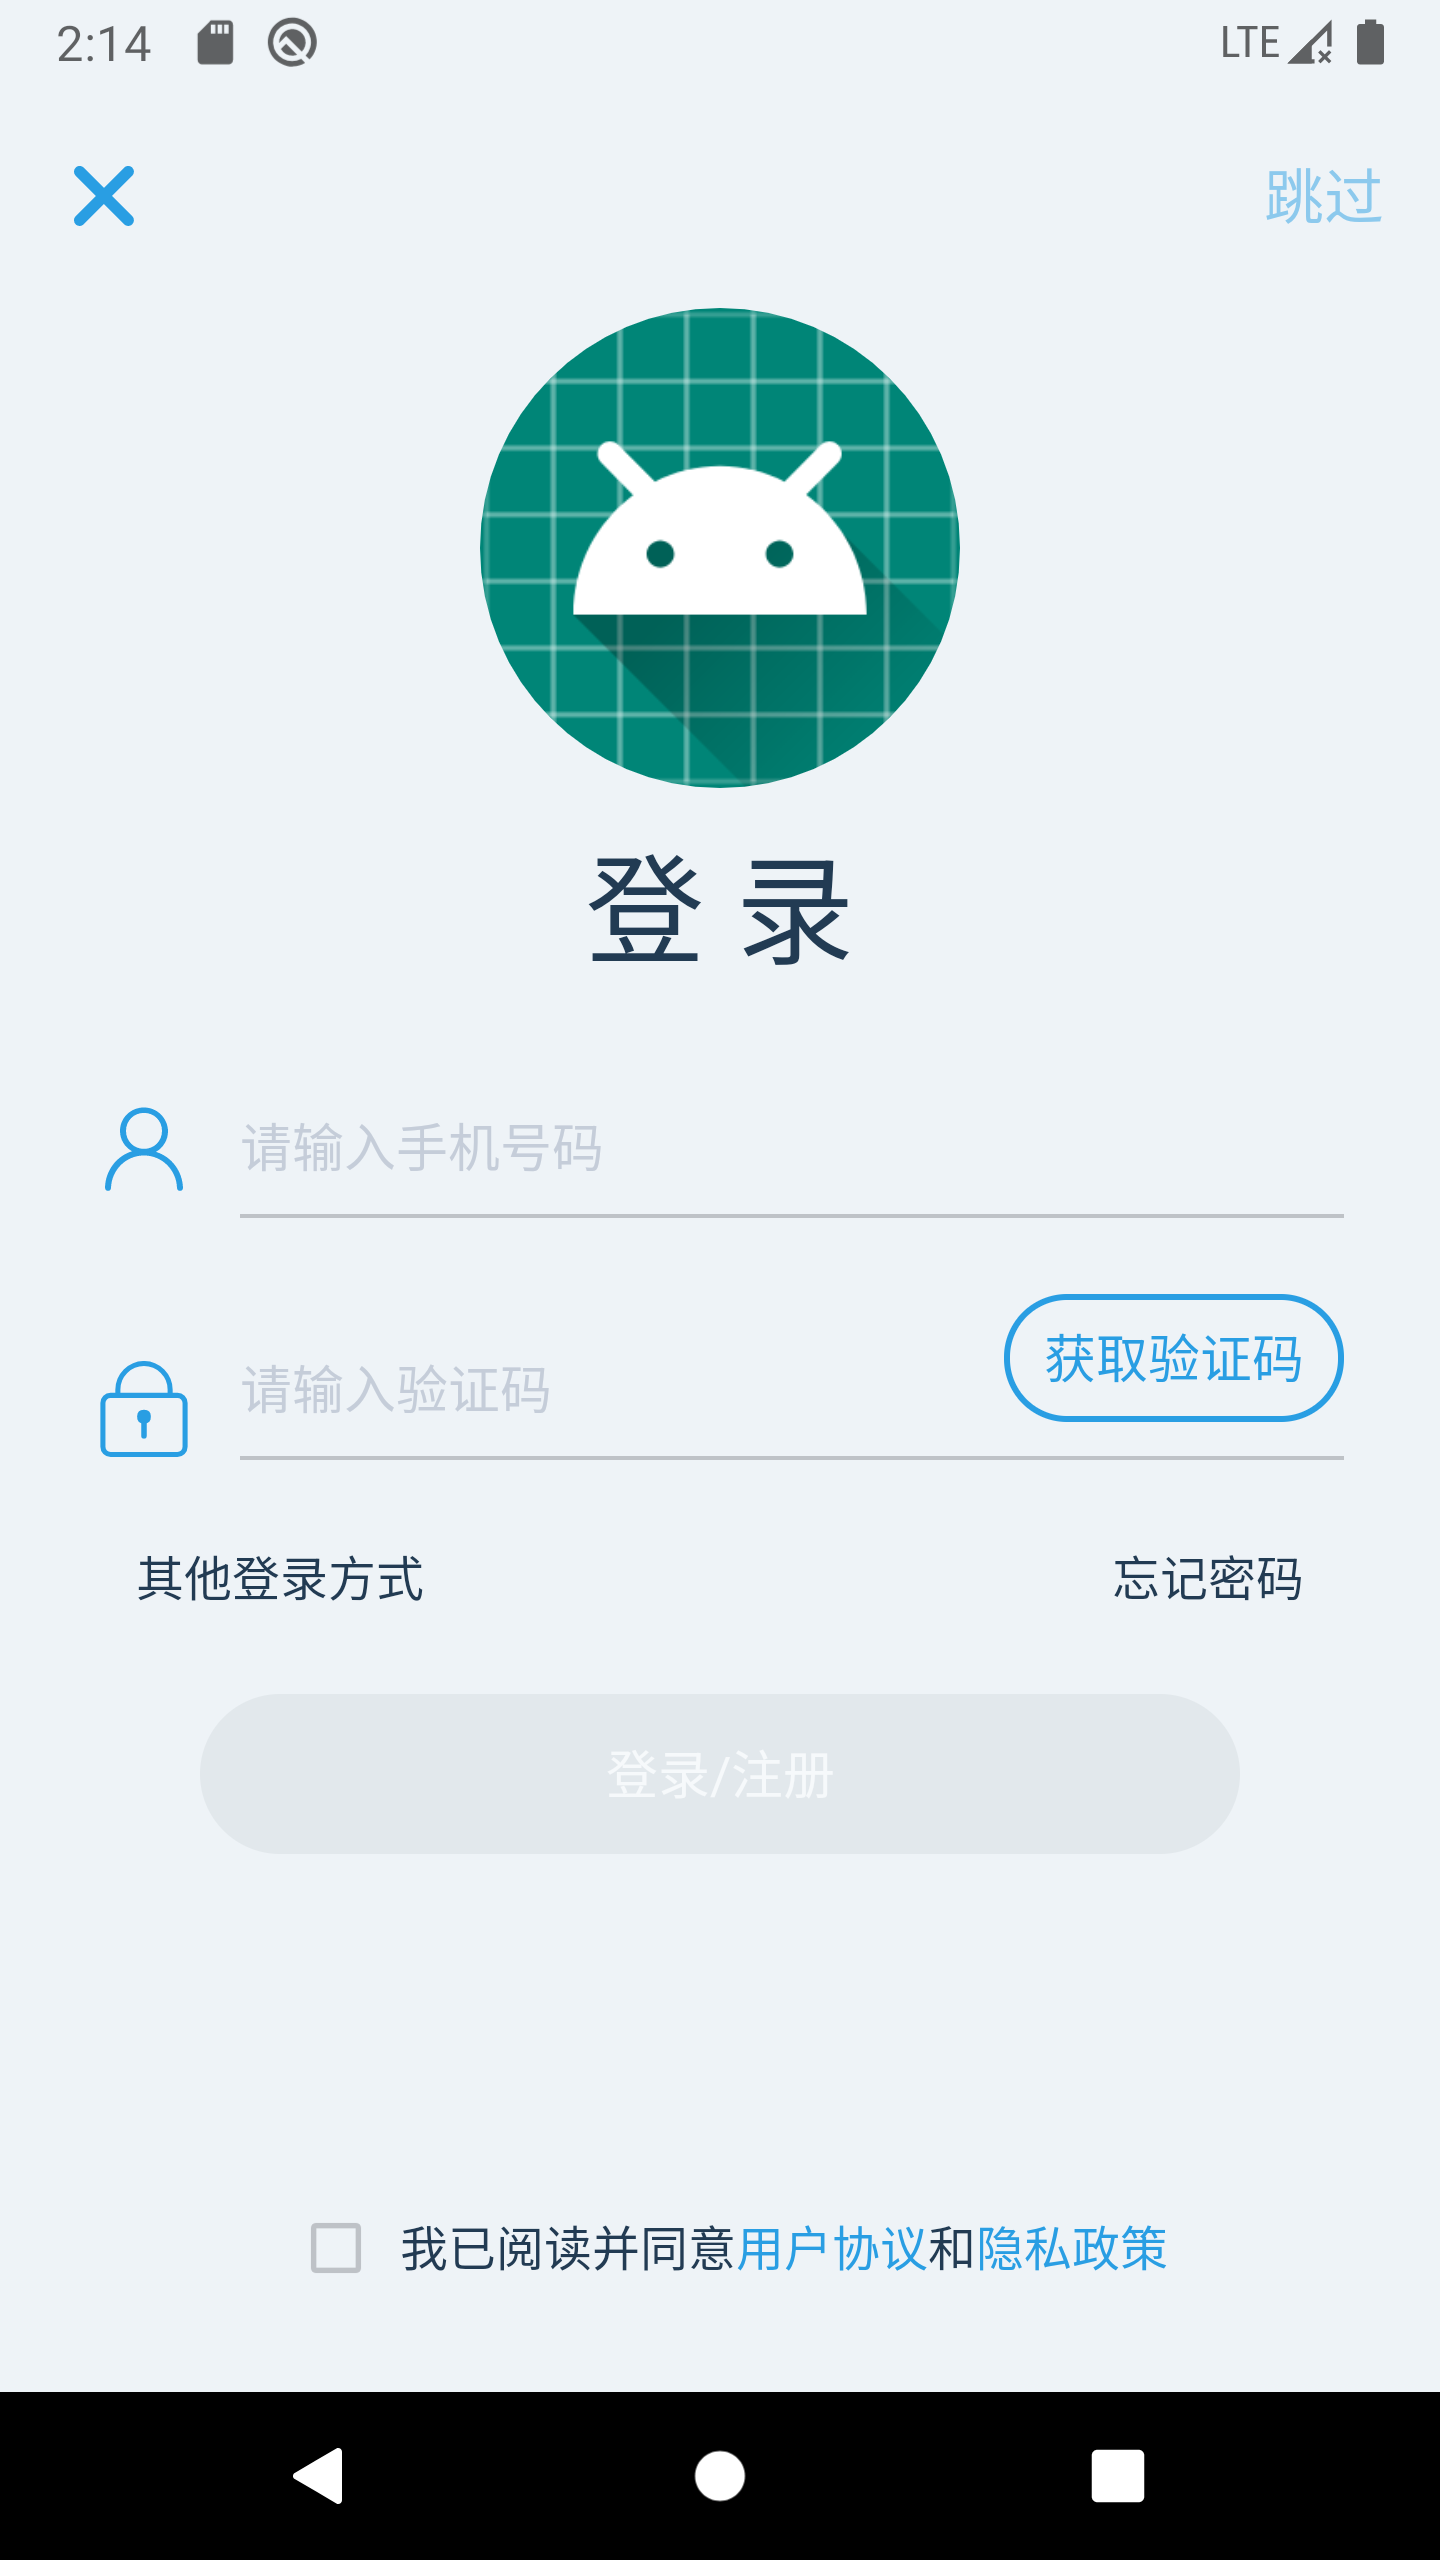 2:14 LTE
跳过
登录
请输入手机号码
请输入验证码 获取验证码
其他登录方式 忘记密码
登录/注册
我已阅读并同意用户协议和隐私政策